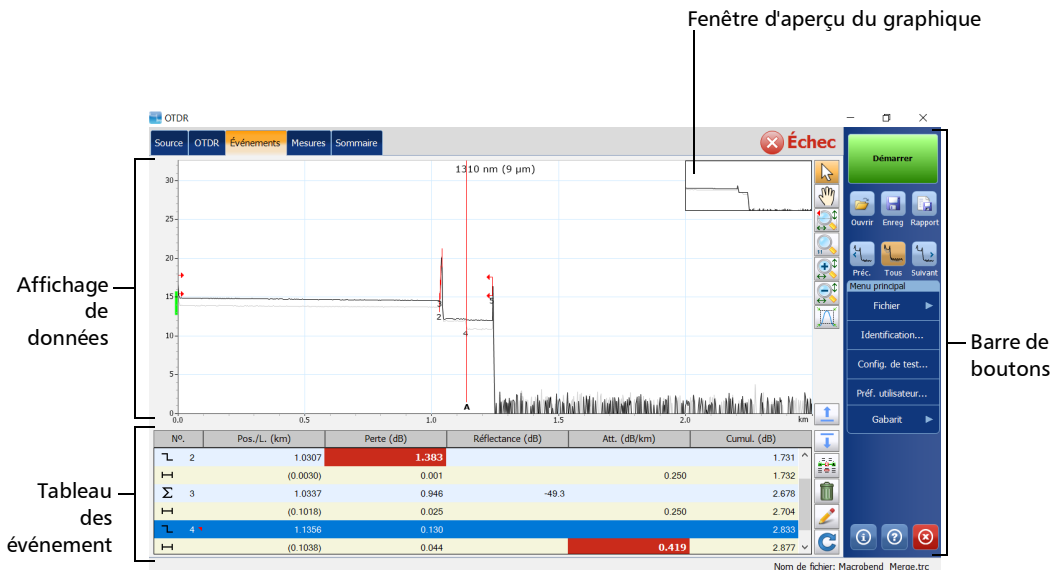 Fenêtre d'aperçu du graphique
OTDR
Source OTDR Événements Mesures Sommaire
Échec
Démarrer
1310 nm (9 µm)
30
25
20
15
10
5
0
0.0 0.5 1.0 1.5 2.0 km
A
2
3
4
5
Ouvrir Enreg Rapport
Préc. Tous Suivant
Menu principal
Fichier
Identification...
Config. de test...
Préf. utilisateur...
Gabarit
Affichage
de
données
Barre de
boutons
Tableau
des
événement
Nº. Pos./L. (km) Perte (dB) Réflectance (dB) Att. (dB/km) Cumul. (dB)
2 1.0307 1.383 1.731
(0.0030) 0.001 0.250 1.732
Σ 3 1.0337 0.946 -49.3 2.678
(0.1018) 0.025 0.250 2.704
4 * 1.1356 0.130 2.833
(0.1038) 0.044 0.419 2.877
Nom de fichier: Macrobend_Merge.trc